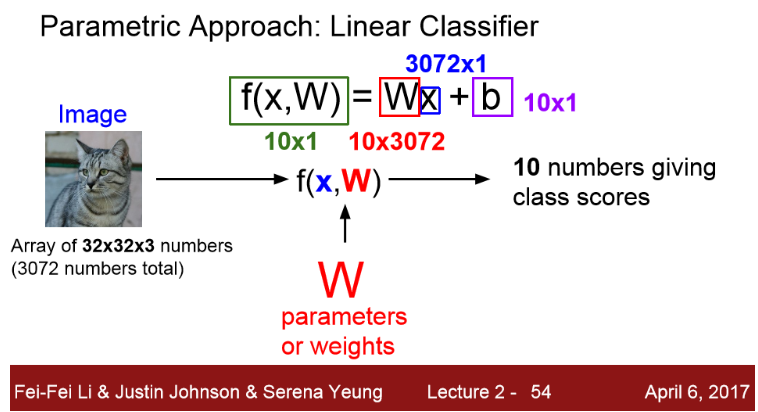 Parametric Approach: Linear Classifier
3072x1
f(x,W) = Wx + b 10x1
10x1 10x3072
Image
f(x,W)
10 numbers giving
class scores
Array of 32x32x3 numbers
(3072 numbers total)
W
parameters
or weights
Fei-Fei Li & Justin Johnson & Serena Yeung Lecture 2 - 54 April 6, 2017